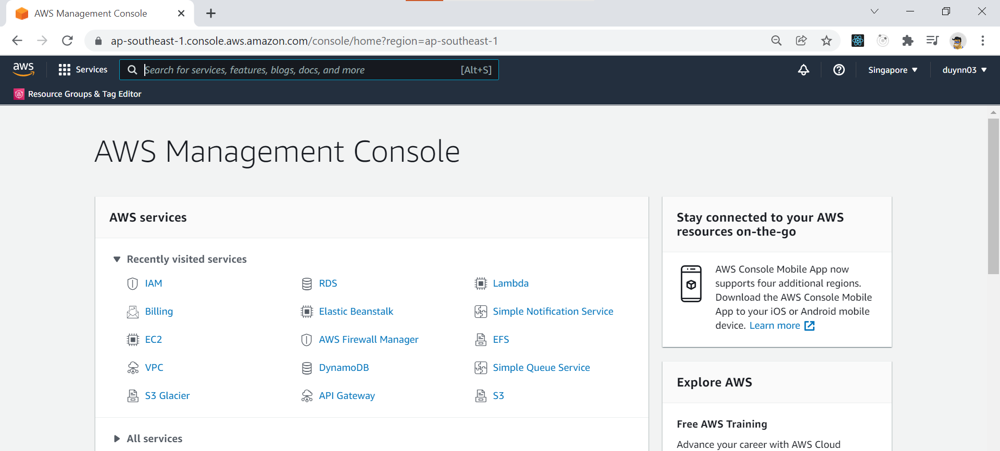 AWS Management Console
ap-southeast-1.console.aws.amazon.com/console/home?region=ap-southeast-1
aws
Services
Search for services, features, blogs, docs, and more
[Alt+S]
Singapore
duynn03
Resource Groups & Tag Editor
AWS Management Console
AWS services
Recently visited services
IAM
RDS
Lambda
Billing
Elastic Beanstalk
Simple Notification Service
EC2
AWS Firewall Manager
EFS
VPC
DynamoDB
Simple Queue Service
S3 Glacier
API Gateway
S3
All services
Stay connected to your AWS
resources on-the-go
AWS Console Mobile App now
supports four additional regions.
Download the AWS Console Mobile
App to your iOS or Android mobile
device. Learn more
Explore AWS
Free AWS Training
Advance your career with AWS Cloud